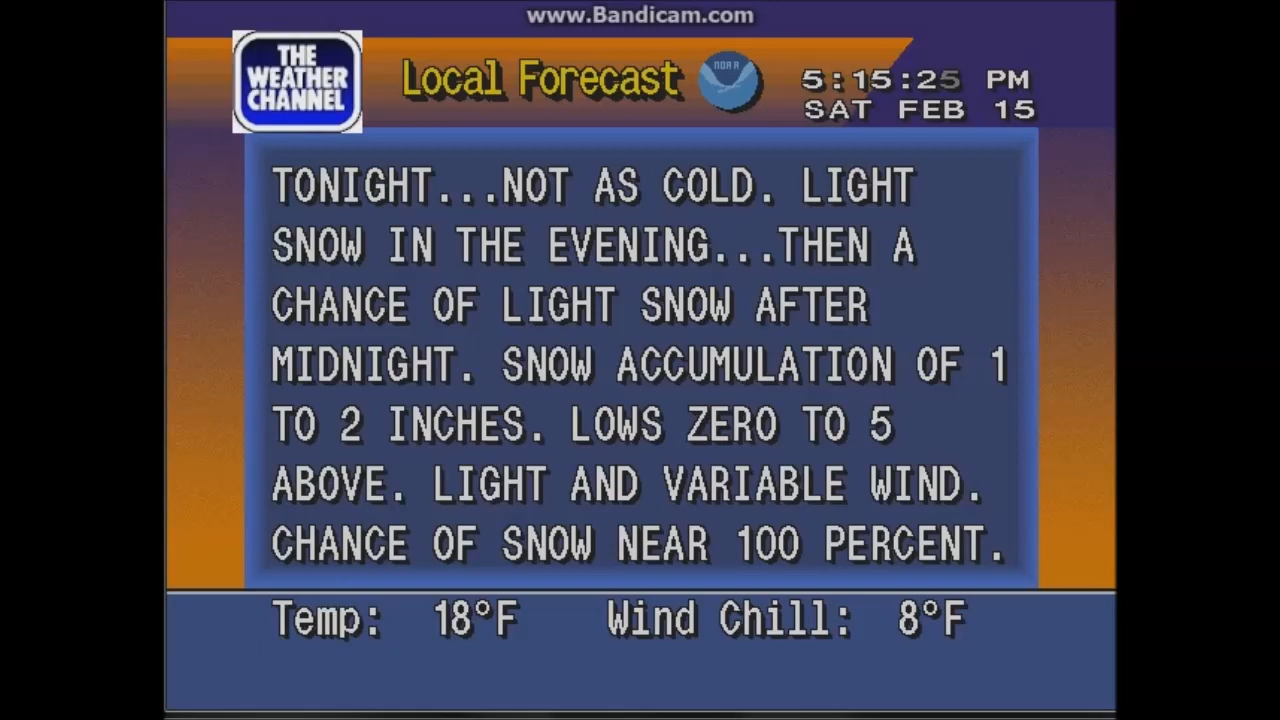 www.Bandicam.com
THE
WEATHER
CHANNEL
Local Forecast
NOAA
5:15:25 PM
SAT FEB 15
TONIGHT...NOT AS COLD. LIGHT
SNOW IN THE EVENING...THEN A
CHANCE OF LIGHT SNOW AFTER
MIDNIGHT. SNOW ACCUMULATION OF 1
TO 2 INCHES. LOWS ZERO TO 5
ABOVE. LIGHT AND VARIABLE WIND.
CHANCE OF SNOW NEAR 100 PERCENT.
Temp: 18°F Wind Chill: 8°F